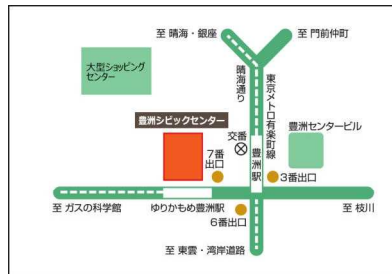 至 晴海・銀座
至 門前仲町
大型ショッピング
センター
晴海通り
東京メトロ有楽町線
豊洲シビックセンター
交番
豊洲駅
豊洲センタービル
7番
出口
3番出口
至 ガスの科学館
ゆりかもめ豊洲駅
6番出口
至 枝川
至 東雲・湾岸道路